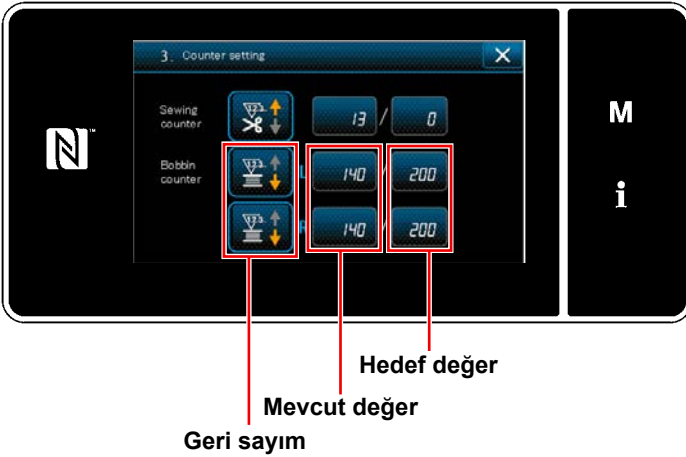 3. Counter setting
Sewing
counter
13 / 0
M
Bobbin
counter
L 140 / 200
i
R 140 / 200
Hedef değer
Mevcut değer
Geri sayım